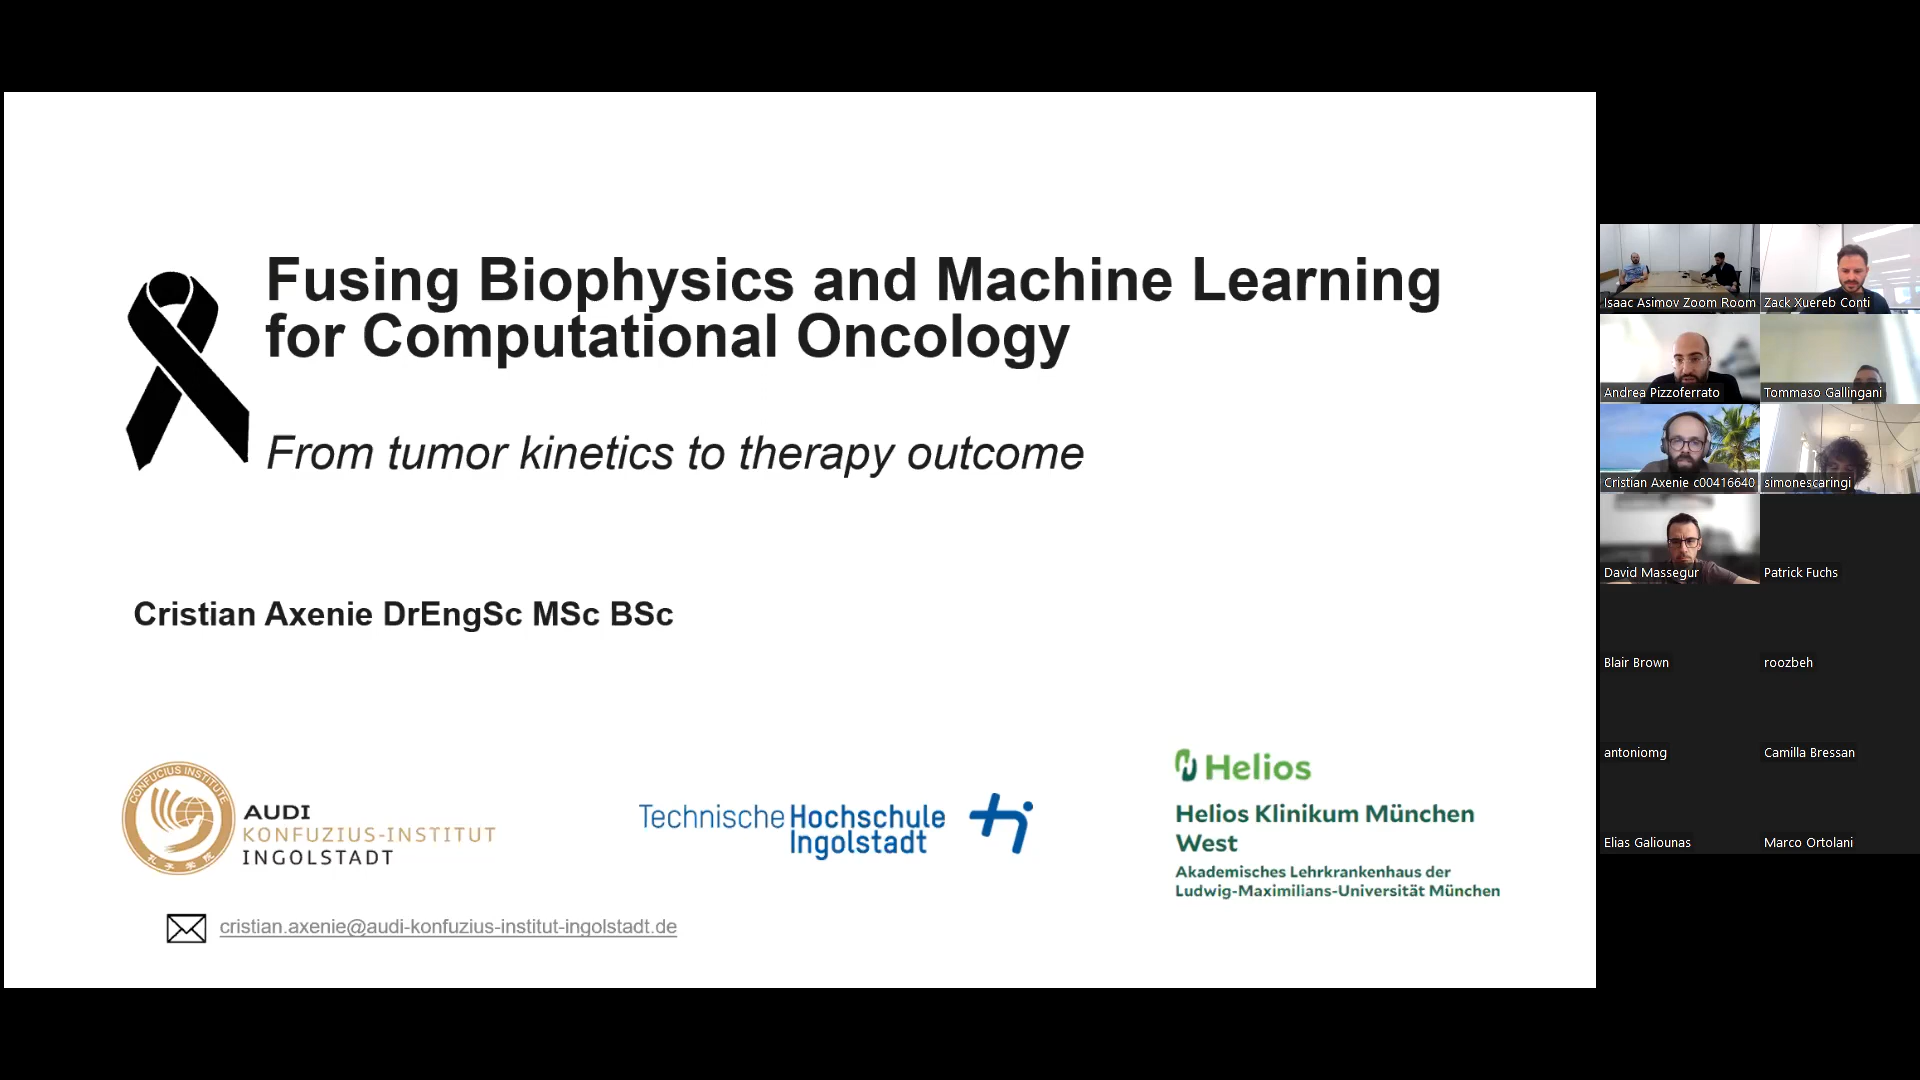 Fusing Biophysics and Machine Learning
for Computational Oncology
From tumor kinetics to therapy outcome
Cristian Axenie DrEngSc MSc BSc
CONFUCIUS INSTITUTE
AUDI
KONFUZIUS-INSTITUT
INGOLSTADT
Technische Hochschule
Ingolstadt
Helios
Helios Klinikum München
West
Akademisches Lehrkrankenhaus der
Ludwig-Maximilians-Universität München
cristian.axenie@audi-konfuzius-institut-ingolstadt.de
Isaac Asimov Zoom Room
Zack Xuereb Conti
Andrea Pizzoferrato
Tommaso Gallingani
Cristian Axenie c00416640
simonescaringi
David Massegur
Patrick Fuchs
Blair Brown
roozbeh
antoniomg
Camilla Bressan
Elias Galiounas
Marco Ortolani